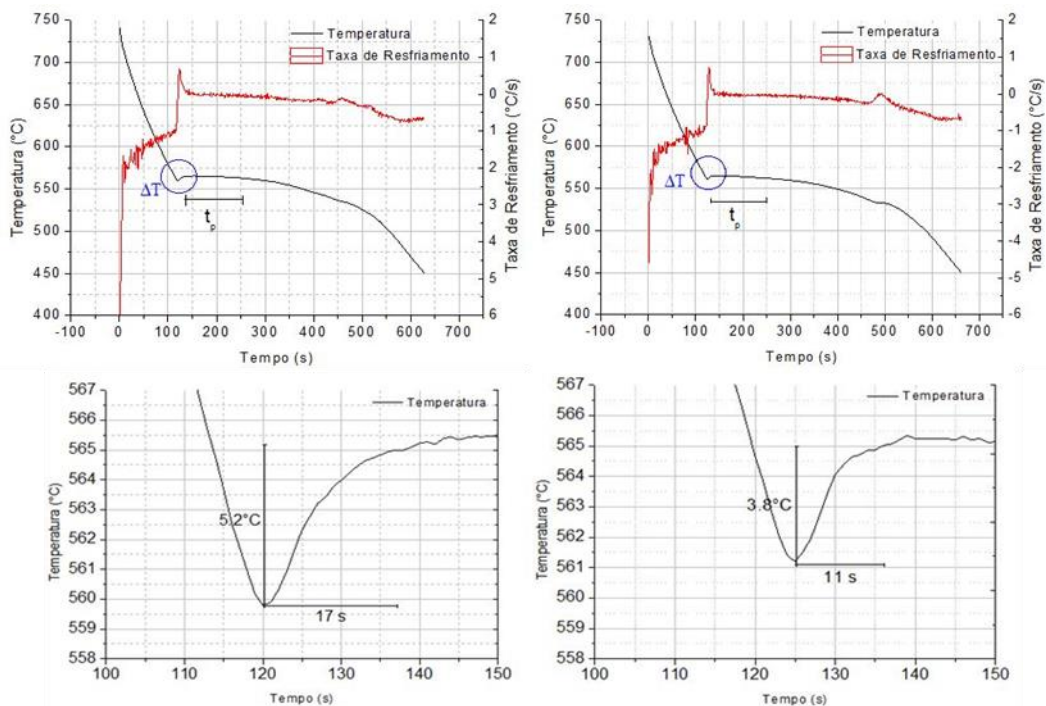 750
700
650
600
550
500
450
400
Temperatura (°C)
Temperatura
Taxa de Resfriamento
ΔT
tp
2
1
0
1
2
3
4
5
6
Taxa de Resfriamento (°C/s)
-100 0 100 200 300 400 500 600 700
Tempo (s)
750
700
650
600
550
500
450
400
Temperatura (°C)
Temperatura
Taxa de Resfriamento
ΔT
tp
2
1
0
-1
-2
-3
-4
-5
-6
Taxa de Resfriamento (°C/s)
-100 0 100 200 300 400 500 600 700
Tempo (s)
567
566
565
564
563
562
561
560
559
558
Temperatura (°C)
Temperatura
5.2°C
17 s
100 110 120 130 140 150
Tempo (s)
567
566
565
564
563
562
561
560
559
558
Temperatura (°C)
Temperatura
3.8°C
11 s
100 110 120 130 140 150
Tempo (s)